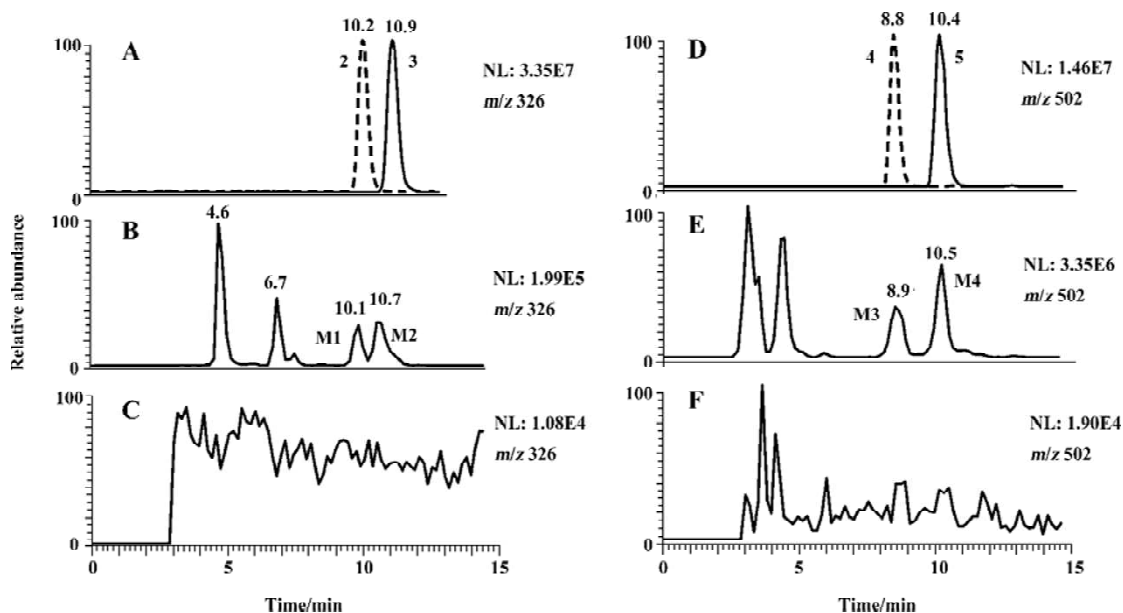 A
10.2 10.9
2 3
100
0
NL: 3.35E7
m/z 326
B
4.6
6.7
10.1 10.7
M1 M2
100
0
NL: 1.99E5
m/z 326
C
100
0
NL: 1.08E4
m/z 326
0 5 10 15
Time/min
Relative abundance
D
8.8 10.4
4 5
100
0
NL: 1.46E7
m/z 502
E
10.5
8.9
M3 M4
100
0
NL: 3.35E6
m/z 502
F
100
0
NL: 1.90E4
m/z 502
0 5 10 15
Time/min